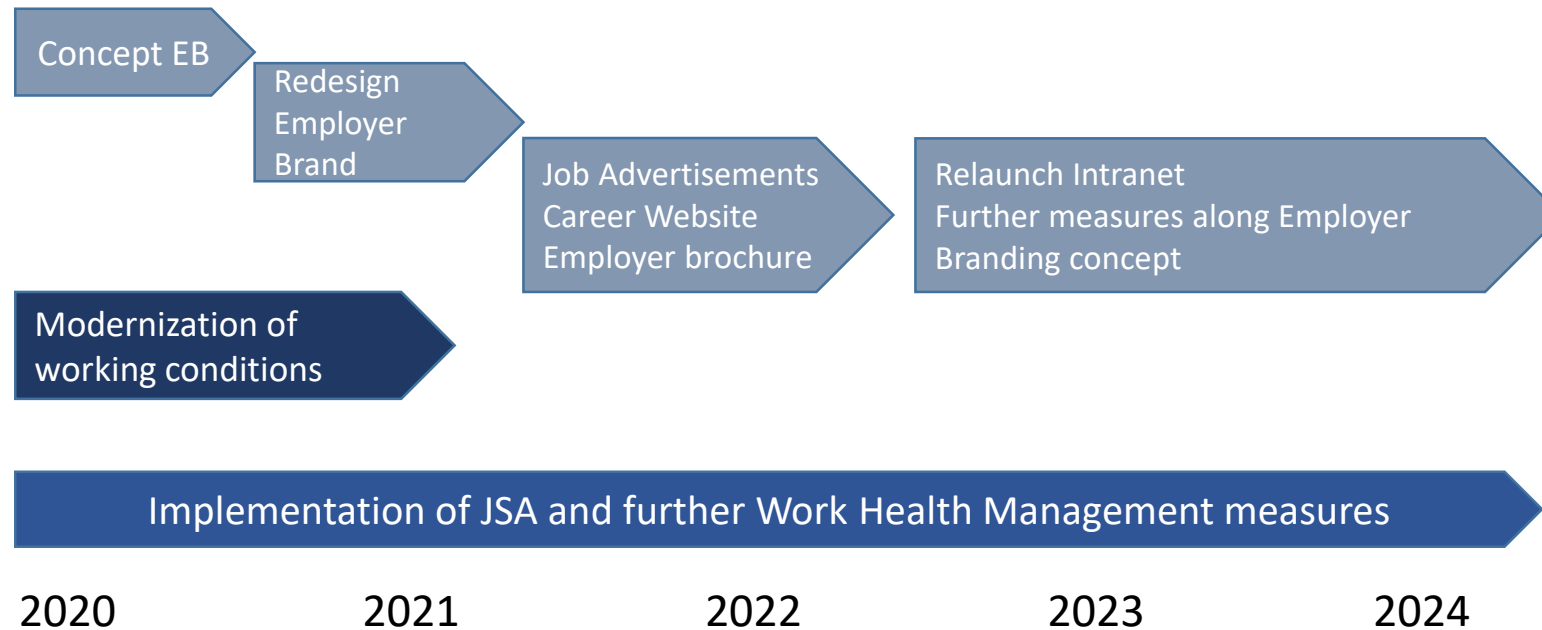 Concept EB
Redesign
Employer
Brand
Job Advertisements
Career Website
Employer brochure
Relaunch Intranet
Further measures along Employer
Branding concept
Modernization of
working conditions
Implementation of JSA and further Work Health Management measures
2020 2021 2022 2023 2024